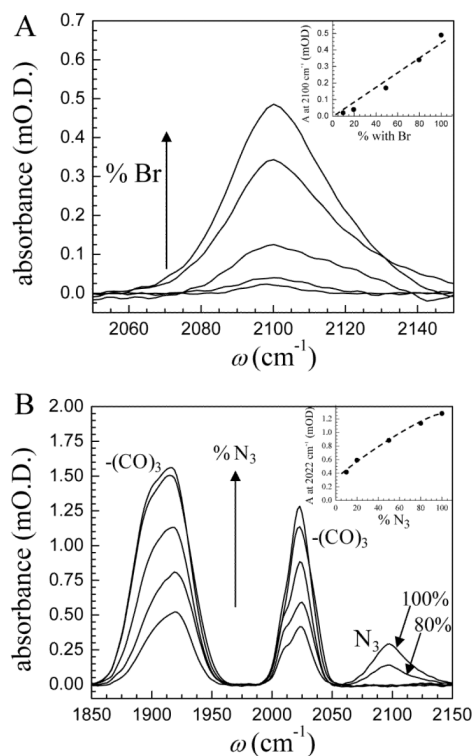 A
absorbance (mO.D.)
0.7
0.6
0.5
0.4
0.3
0.2
0.1
0.0
% Br
2060 2080 2100 2120 2140
ω (cm⁻¹)
A at 2100 cm⁻¹ (mOD)
0.5
0.4
0.3
0.2
0.1
0.0
0 20 40 60 80 100
% with Br
B
absorbance (mO.D.)
2.00
1.75
1.50
1.25
1.00
0.75
0.50
0.25
0.00
-(CO)₃
% N₃
-(CO)₃
N₃
100%
80%
1850 1900 1950 2000 2050 2100 2150
ω (cm⁻¹)
A at 2022 cm⁻¹ (mOD)
1.2
0.8
0.4
0.0
0 20 40 60 80 100
% N₃